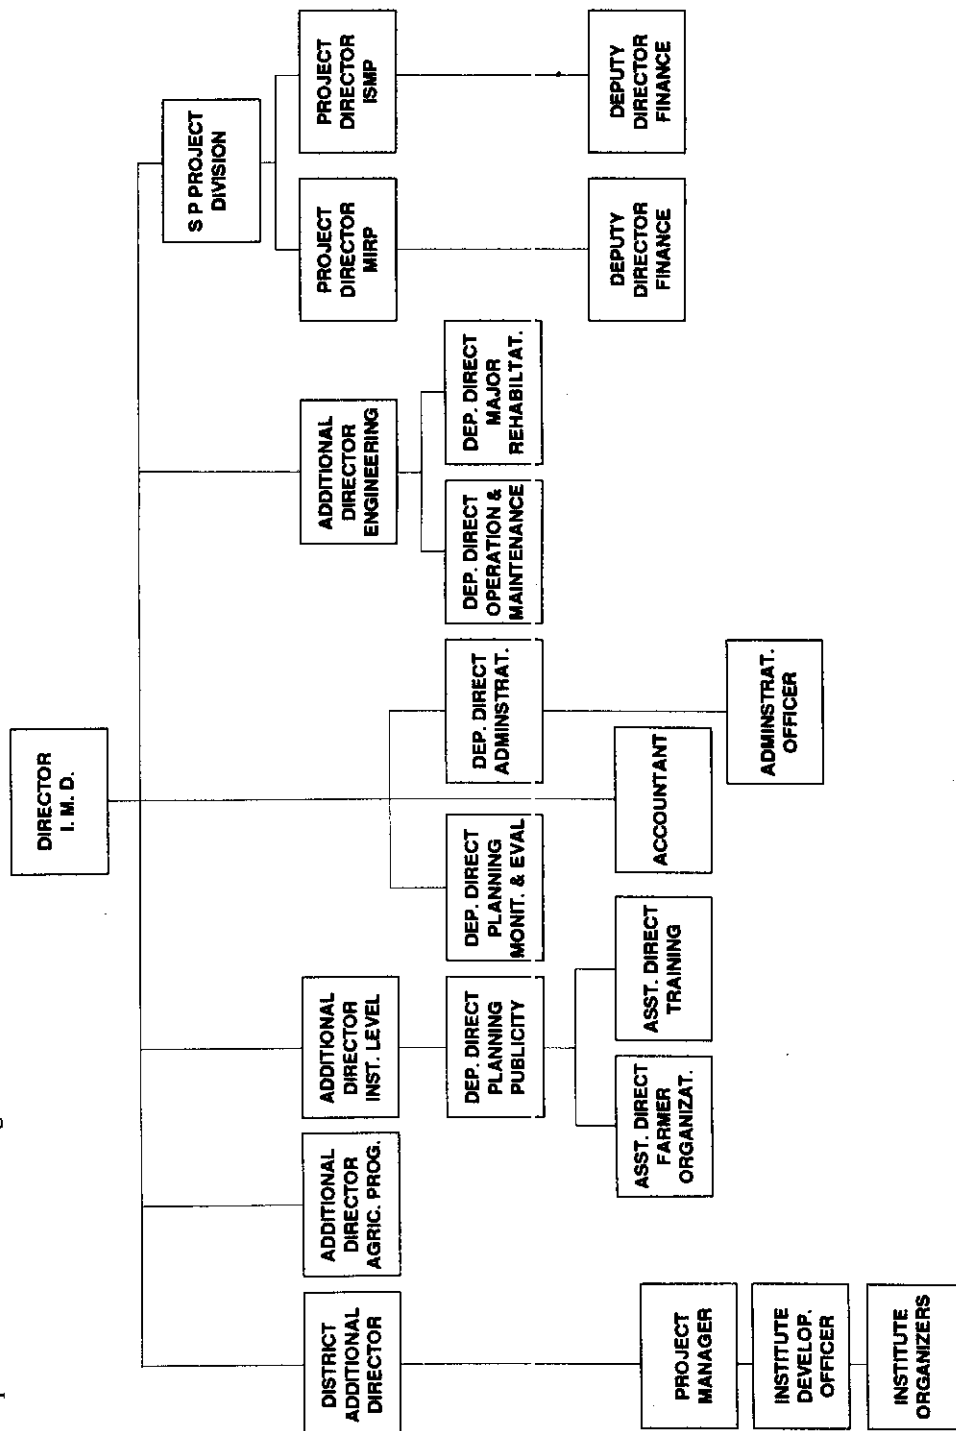 DIRECTOR
I. M. D.
DISTRICT
ADDITIONAL
DIRECTOR
ADDITIONAL
DIRECTOR
AGRIC. PROG.
ADDITIONAL
DIRECTOR
INST. LEVEL
ADDITIONAL
DIRECTOR
ENGINEERING
S P PROJECT
DIVISION
PROJECT
DIRECTOR
MIRP
PROJECT
DIRECTOR
ISMP
DEP. DIRECT
PLANNING
PUBLICITY
DEP. DIRECT
PLANNING
MONIT. & EVAL
DEP. DIRECT
ADMINSTRAT.
DEP. DIRECT
OPERATION &
MAINTENANCE
DEP. DIRECT
MAJOR
REHABILTAT.
DEPUTY
DIRECTOR
FINANCE
DEPUTY
DIRECTOR
FINANCE
ASST. DIRECT
FARMER
ORGANIZAT.
ASST. DIRECT
TRAINING
ACCOUNTANT
ADMINSTRAT.
OFFICER
PROJECT
MANAGER
INSTITUTE
DEVELOP.
OFFICER
INSTITUTE
ORGANIZERS